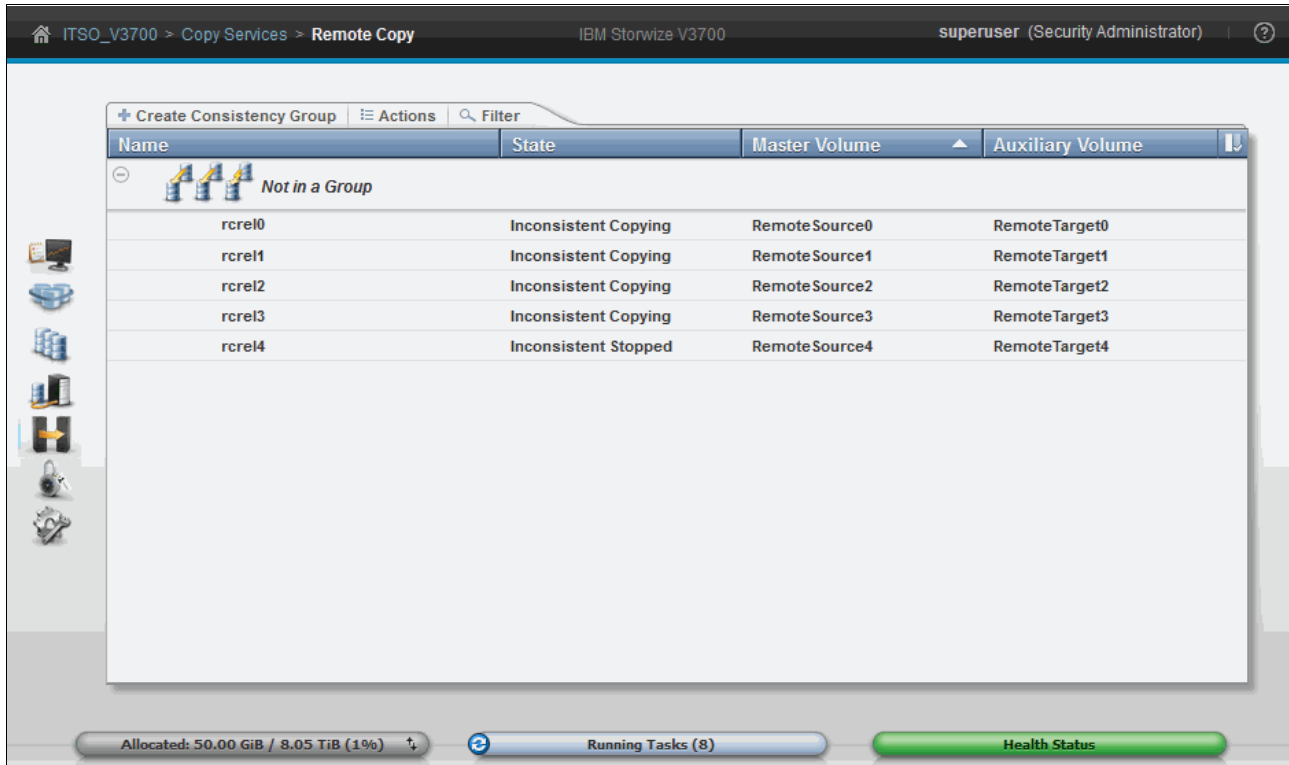 ITSO_V3700 > Copy Services > Remote Copy IBM Storwize V3700 superuser (Security Administrator) | ?
+ Create Consistency Group Actions Filter
Name State Master Volume Auxiliary Volume
Not in a Group
rcrel0 Inconsistent Copying RemoteSource0 RemoteTarget0
rcrel1 Inconsistent Copying RemoteSource1 RemoteTarget1
rcrel2 Inconsistent Copying RemoteSource2 RemoteTarget2
rcrel3 Inconsistent Copying RemoteSource3 RemoteTarget3
rcrel4 Inconsistent Stopped RemoteSource4 RemoteTarget4
Allocated: 50.00 GiB / 8.05 TiB (1%) Running Tasks (8) Health Status